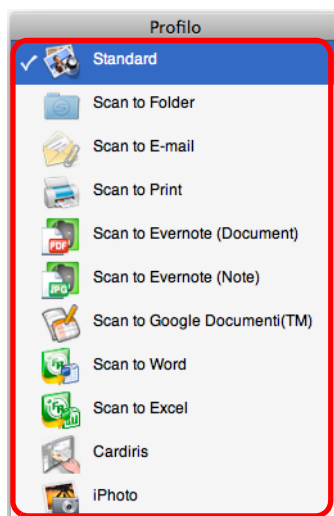 Profilo
Standard
Scan to Folder
Scan to E-mail
Scan to Print
Scan to Evernote (Document)
Scan to Evernote (Note)
Scan to Google Documenti(TM)
Scan to Word
Scan to Excel
Cardiris
iPhoto